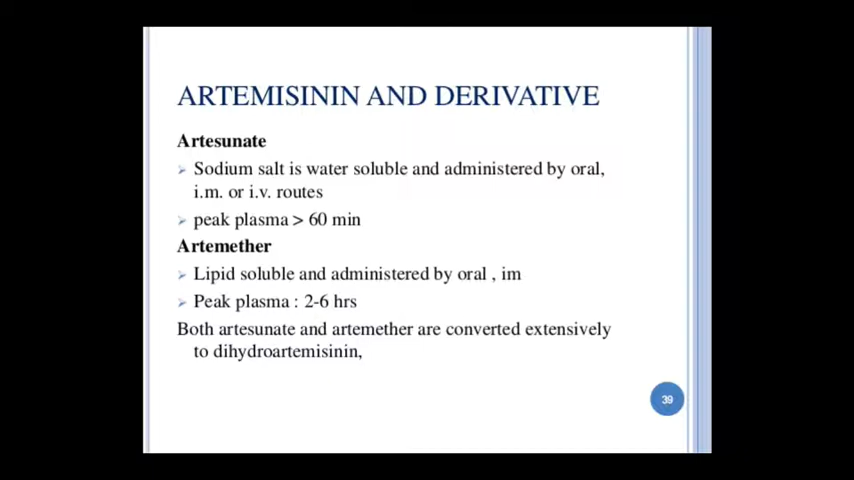 ARTEMISININ AND DERIVATIVE
Artesunate
➢ Sodium salt is water soluble and administered by oral,
i.m. or i.v. routes
➢ peak plasma > 60 min
Artemether
➢ Lipid soluble and administered by oral , im
➢ Peak plasma : 2-6 hrs
Both artesunate and artemether are converted extensively
to dihydroartemisinin,
39